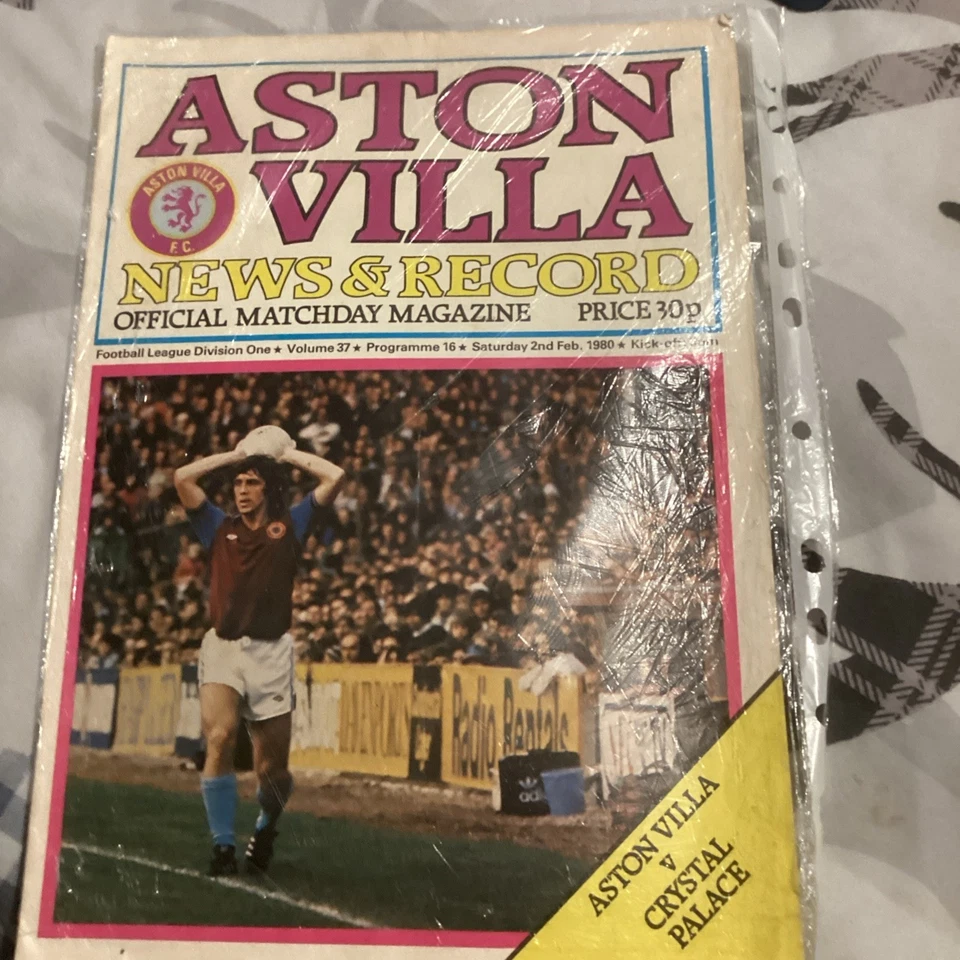 ASTON
VILLA
ASTON VILLA
F.C.
NEWS & RECORD
OFFICIAL MATCHDAY MAGAZINE PRICE 30p
Football League Division One ★ Volume 37 ★ Programme 16 ★ Saturday 2nd Feb. 1980 ★
Radio Rentals
ASTON VILLA
v
CRYSTAL
PALACE